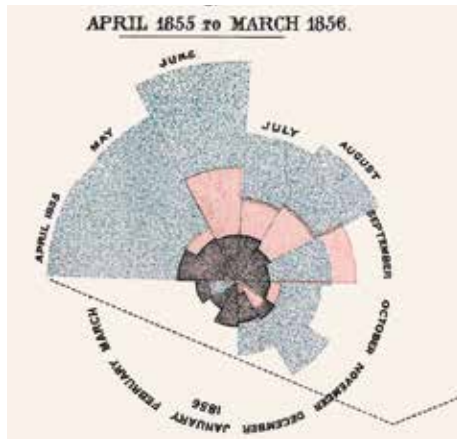 APRIL 1855 TO MARCH 1856.
APRIL 1855
MAY
JUNE
JULY
AUGUST
SEPTEMBER
OCTOBER
NOVEMBER
DECEMBER
JANUARY
1856
FEBRUARY
MARCH